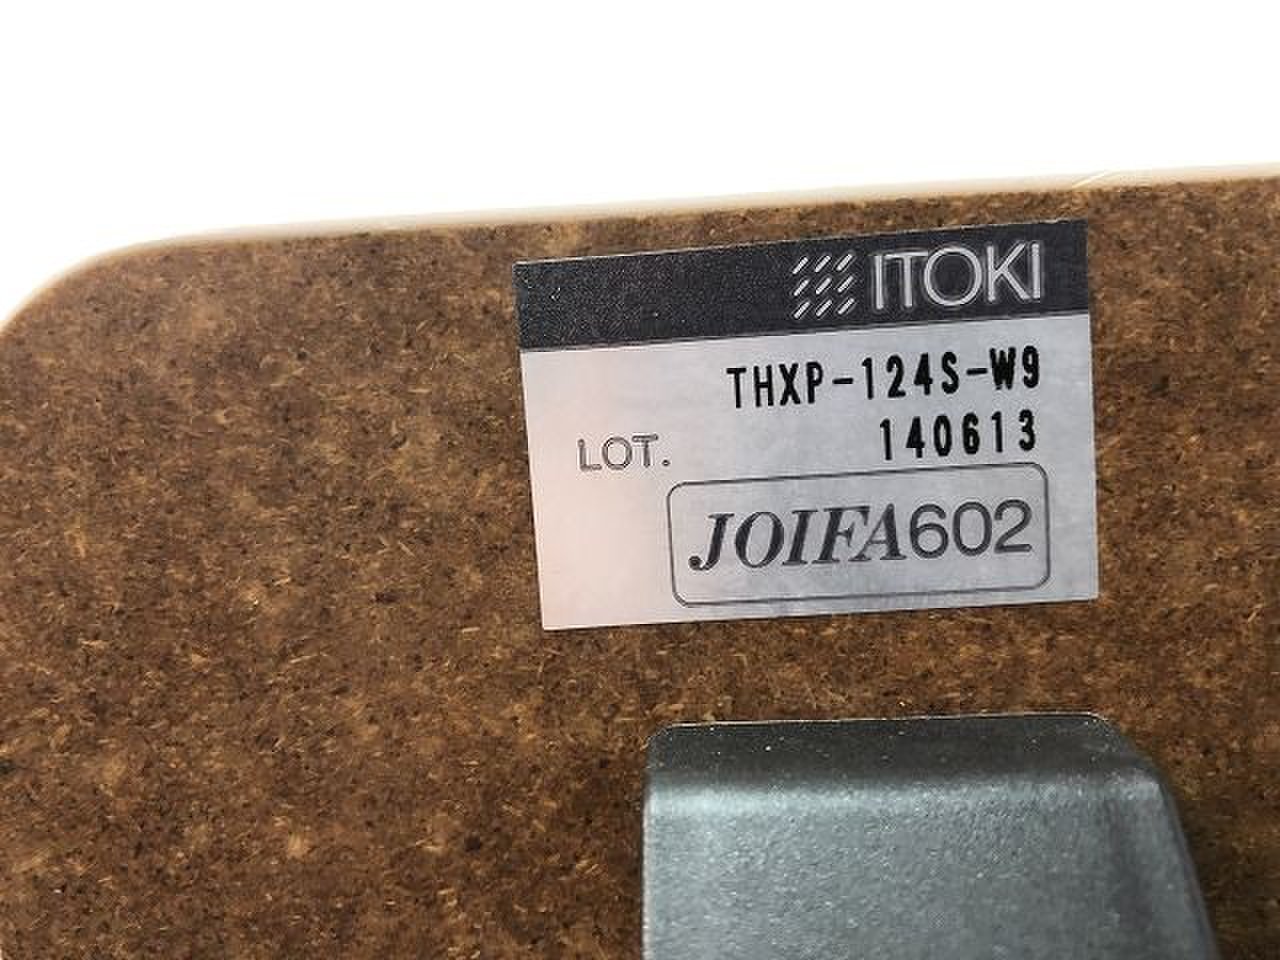 ITOKI
THXP-124S-W9
LOT. 140613
JOIFA602